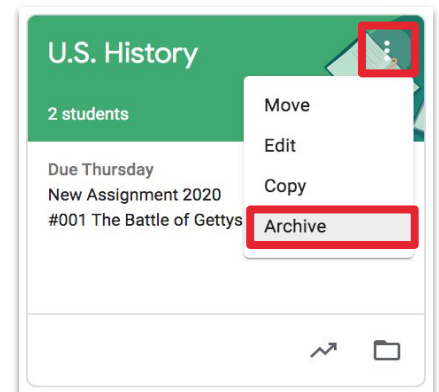 U.S. History
2 students
Move
Edit
Copy
Archive
Due Thursday
New Assignment 2020
#001 The Battle of Gettys